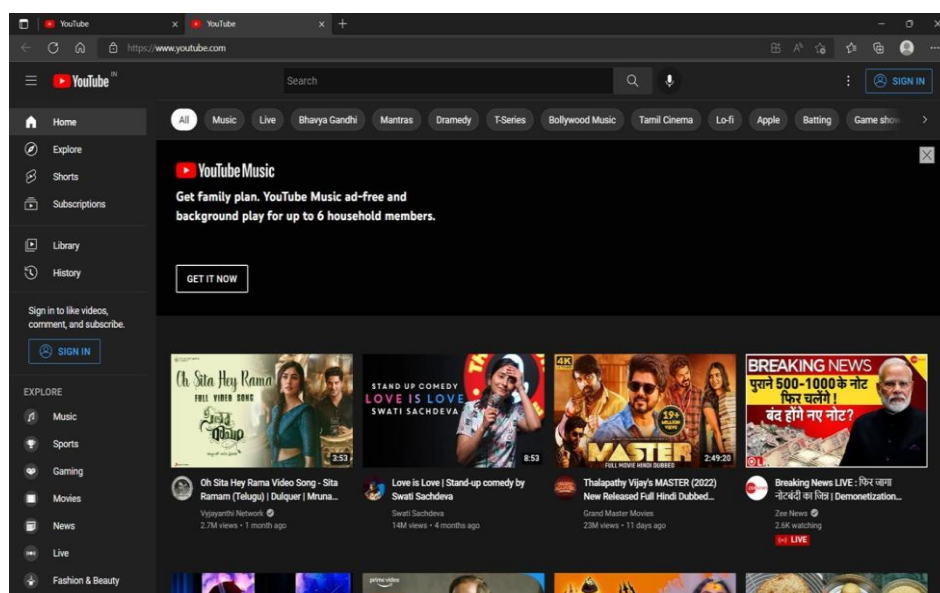 YouTube
YouTube
https://www.youtube.com
YouTube IN
Search
SIGN IN
Home
Explore
Shorts
Subscriptions
Library
History
Sign in to like videos,
comment, and subscribe.
SIGN IN
EXPLORE
Music
Sports
Gaming
Movies
News
Live
Fashion & Beauty
All Music Live Bhavya Gandhi Mantras Dramedy T-Series Bollywood Music Tamil Cinema Lo-fi Apple Batting Game show
YouTube Music
Get family plan. YouTube Music ad-free and
background play for up to 6 household members.
GET IT NOW
Oh Sita Hey Rama
FULL VIDEO SONG
3:53
Oh Sita Hey Rama Video Song - Sita
Ramam (Telugu) | Dulquer | Mruna...
Vyjayanthi Network
2.7M views • 1 month ago
STAND UP COMEDY
LOVE IS LOVE
SWATI SACHDEVA
8:53
Love is Love | Stand-up comedy by
Swati Sachdeva
Swati Sachdeva
14M views • 4 months ago
4K
19+
MILLION
VIEWS
MASTER
FULL MOVIE HINDI DUBBED
2:49:20
Thalapathy Vijay's MASTER (2022)
New Released Full Hindi Dubbed...
Grand Master Movies
23M views • 11 days ago
BREAKING NEWS
पुराने 500-1000 के नोट
फिर चलेंगे !
बंद होंगे नए नोट?
Breaking News LIVE : फिर जागा
नोटबंदी का जिन्न | Demonetization...
Zee News
2.6K watching
LIVE
prime video